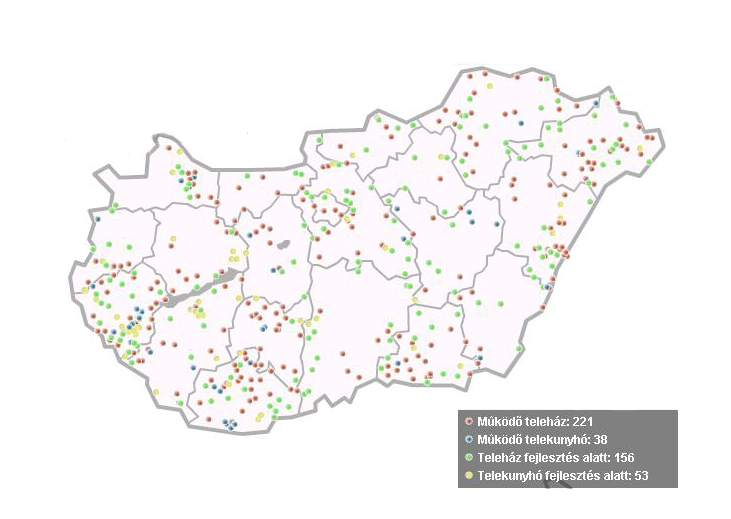 Működő teleház: 221
Működő telekunyhó: 38
Teleház fejlesztés alatt: 156
Telekunyhó fejlesztés alatt: 53